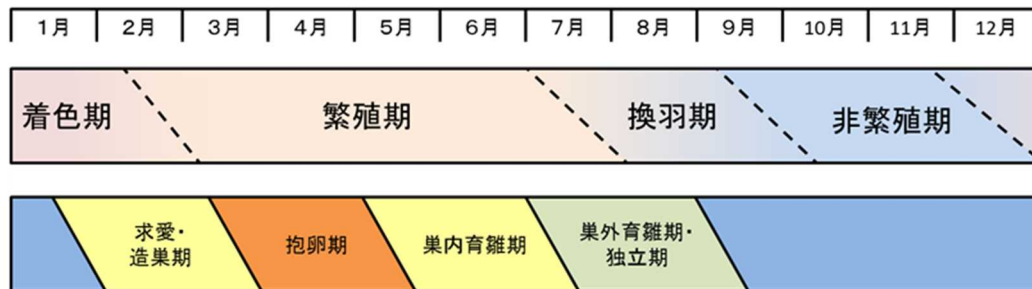 1月 2月 3月 4月 5月 6月 7月 8月 9月 10月 11月 12月
着色期 繁殖期 換羽期 非繁殖期
求愛・
造巣期
抱卵期
巣内育雛期
巣外育雛期・
独立期